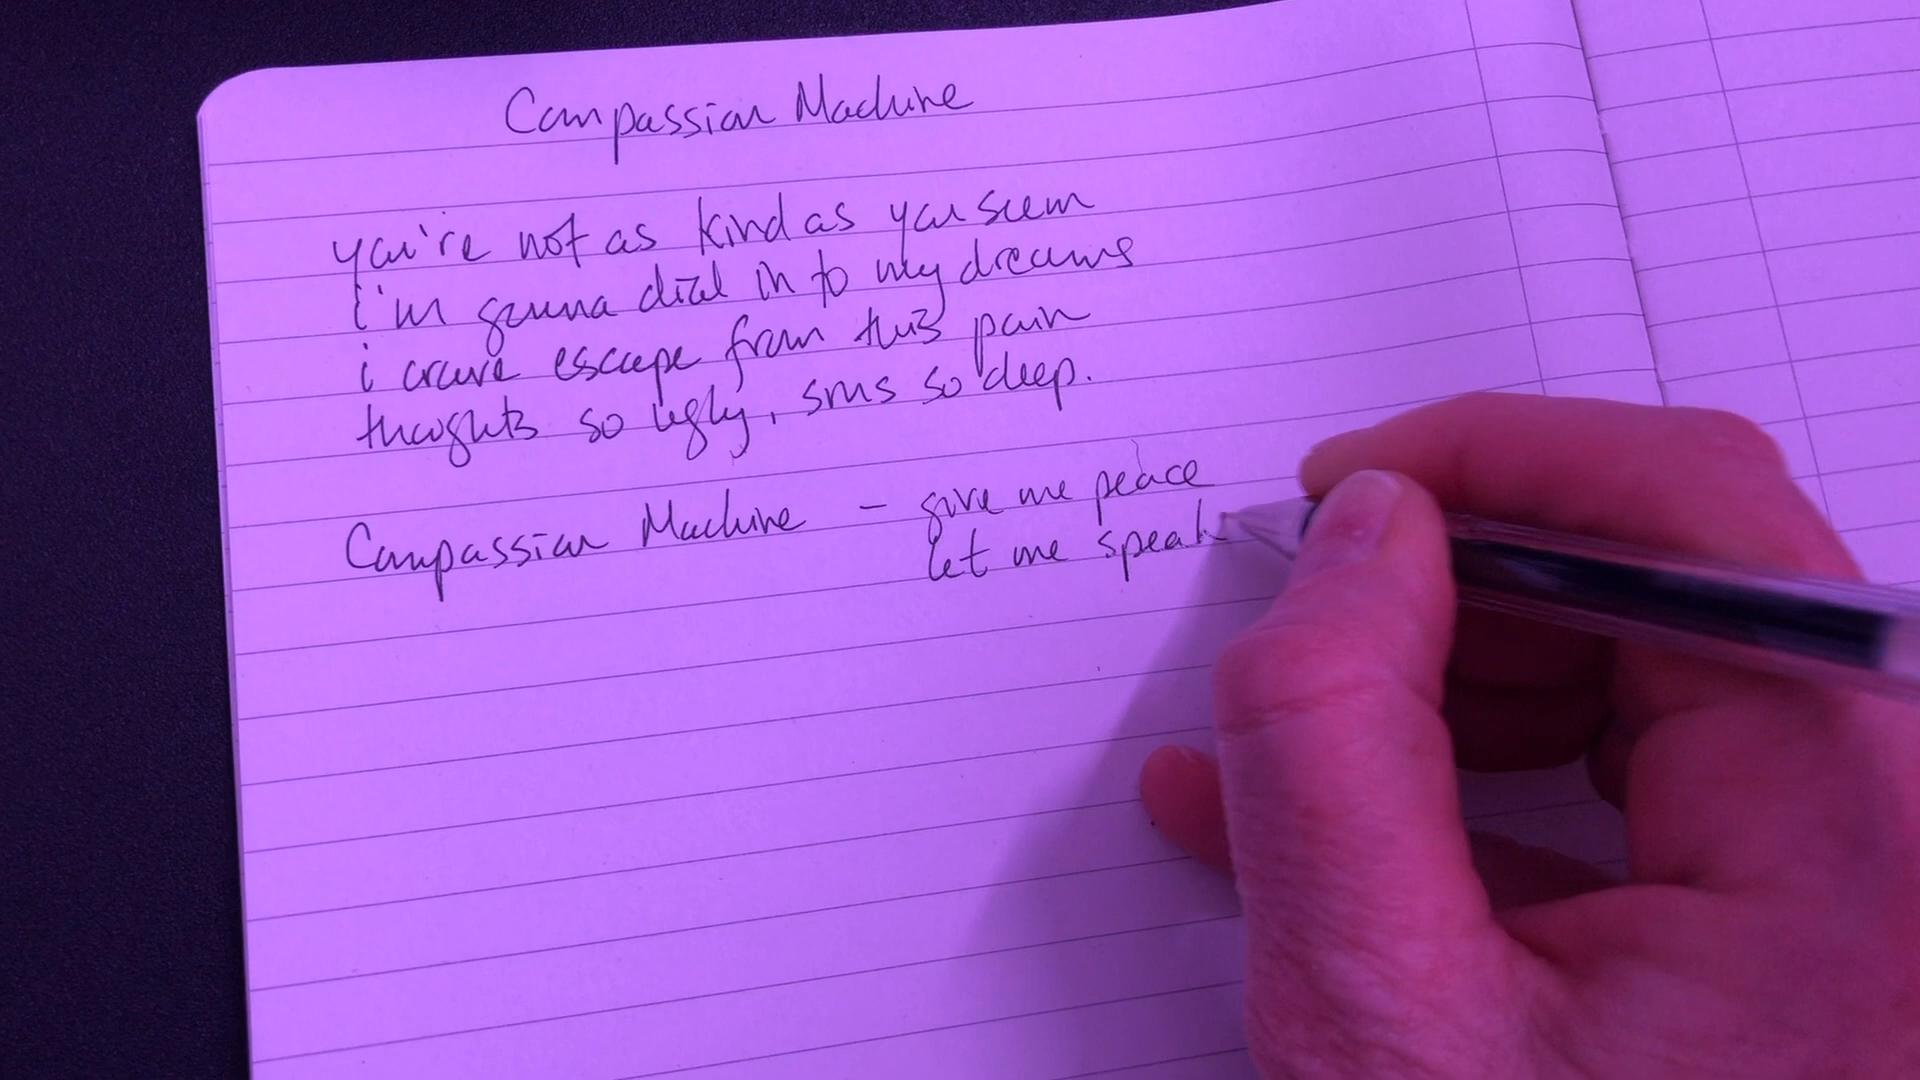 Compassion Machine
you're not as kind as you seem
i'm gonna dial in to my dreams
i crave escape from this pain
thoughts so ugly, sins so deep.
Compassion Machine - give me peace
let me speak